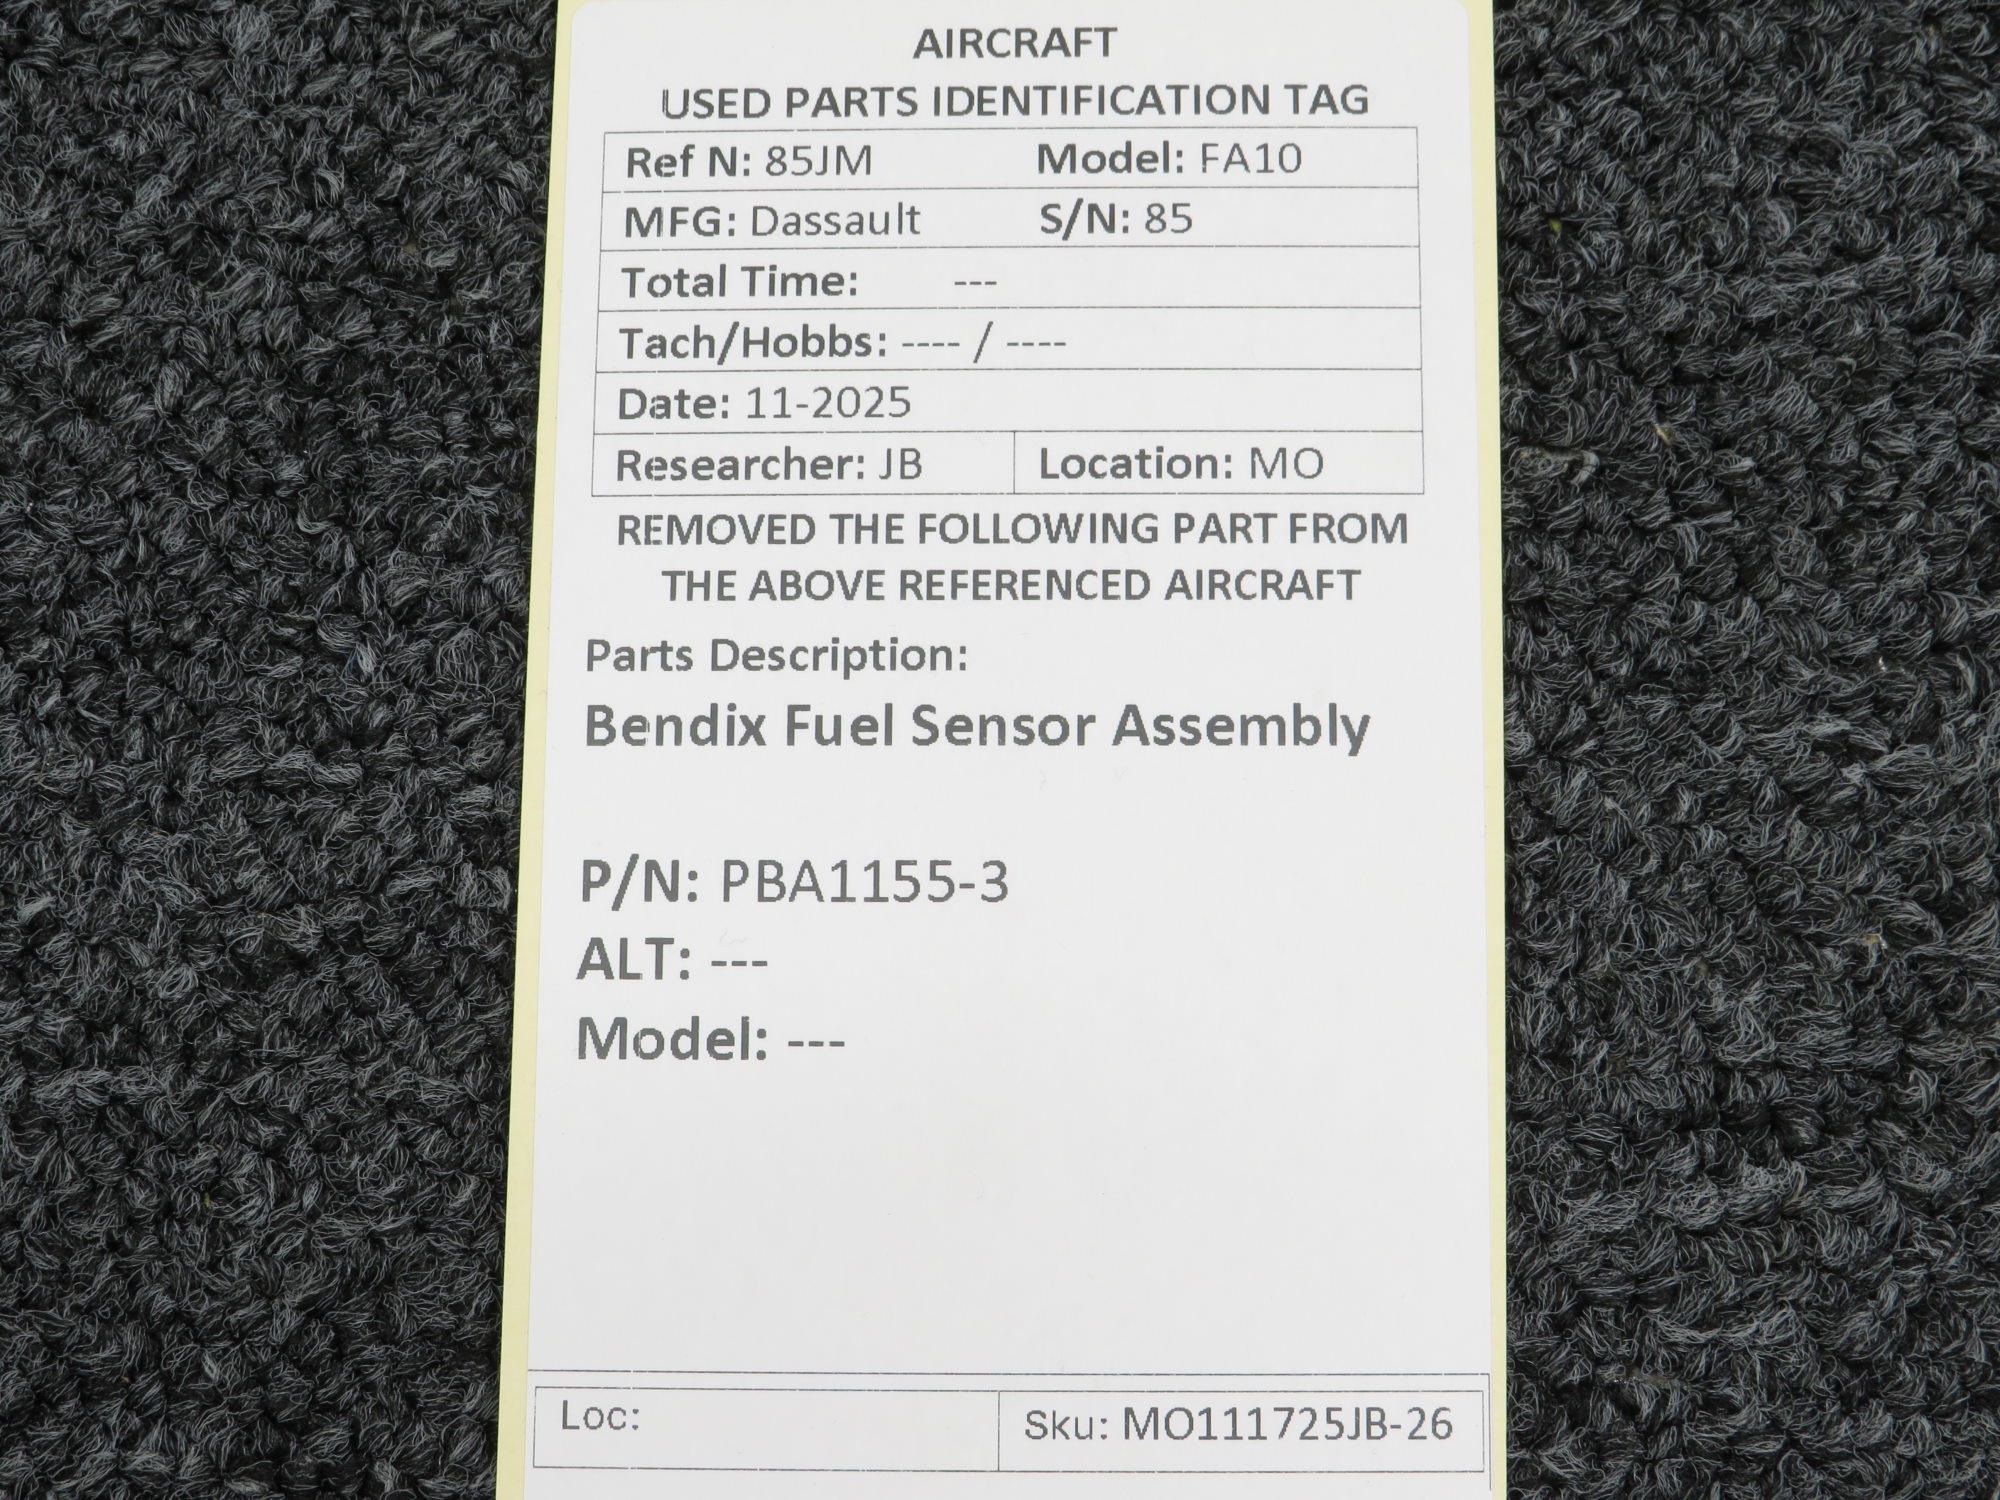 AIRCRAFT
USED PARTS IDENTIFICATION TAG
Ref N: 85JM Model: FA10
MFG: Dassault S/N: 85
Total Time: ---
Tach/Hobbs: ---- / ----
Date: 11-2025
Researcher: JB Location: MO
REMOVED THE FOLLOWING PART FROM
THE ABOVE REFERENCED AIRCRAFT
Parts Description:
Bendix Fuel Sensor Assembly
P/N: PBA1155-3
ALT: ---
Model: ---
Loc: Sku: MO111725JB-26